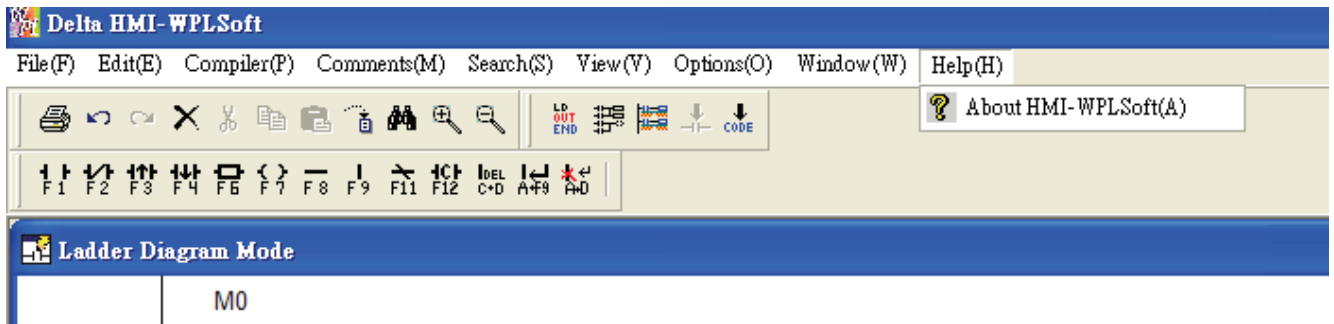 Delta HMI-WPLSoft
File(F) Edit(E) Compiler(P) Comments(M) Search(S) View(V) Options(O) Window(W) Help(H)
About HMI-WPLSoft(A)
LD
OUT
END
CODE
DEL
F1 F2 F3 F4 F6 F7 F8 F9 F11 F12 C+D A+F9 A+D
Ladder Diagram Mode
M0